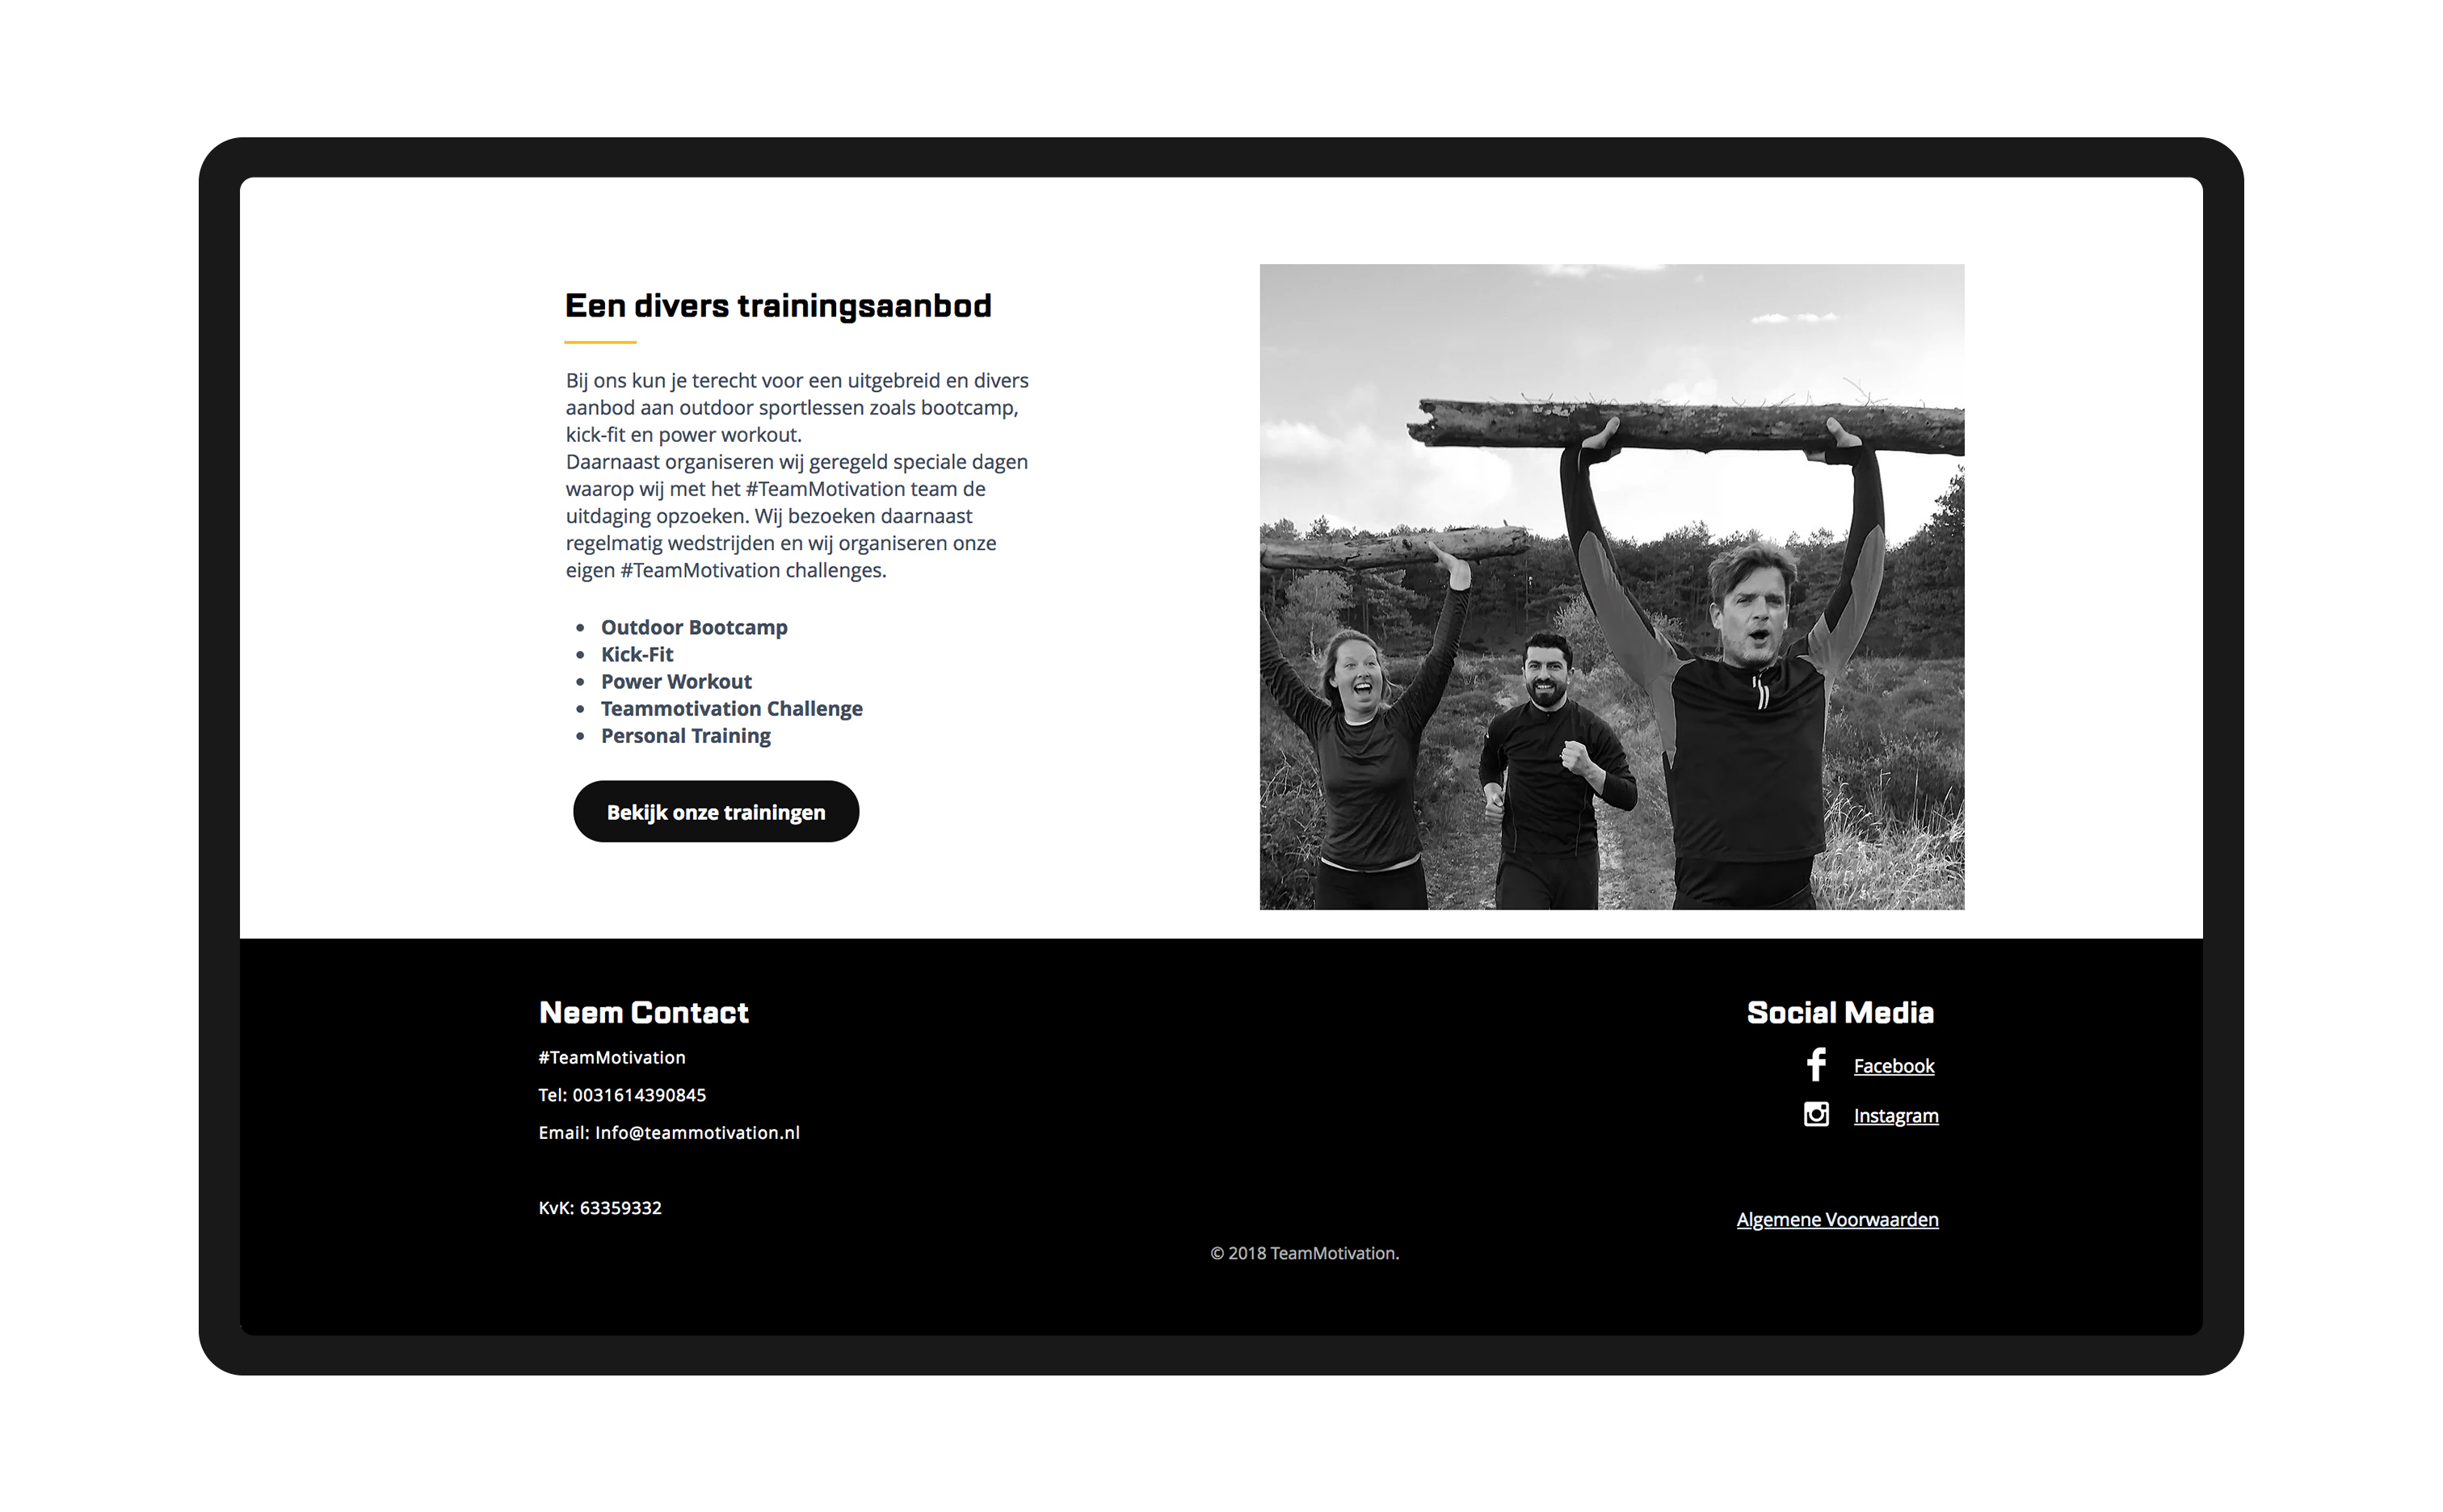 Een divers trainingsaanbod
Bij ons kun je terecht voor een uitgebreid en divers
aanbod aan outdoor sportlessen zoals bootcamp,
kick-fit en power workout.
Daarnaast organiseren wij geregeld speciale dagen
waarop wij met het #TeamMotivation team de
uitdaging opzoeken. Wij bezoeken daarnaast
regelmatig wedstrijden en wij organiseren onze
eigen #TeamMotivation challenges.
• Outdoor Bootcamp
• Kick-Fit
• Power Workout
• Teammotivation Challenge
• Personal Training
Bekijk onze trainingen
Neem Contact
#TeamMotivation
Tel: 0031614390845
Email: Info@teammotivation.nl
KvK: 63359332
Social Media
Facebook
Instagram
Algemene Voorwaarden
© 2018 TeamMotivation.